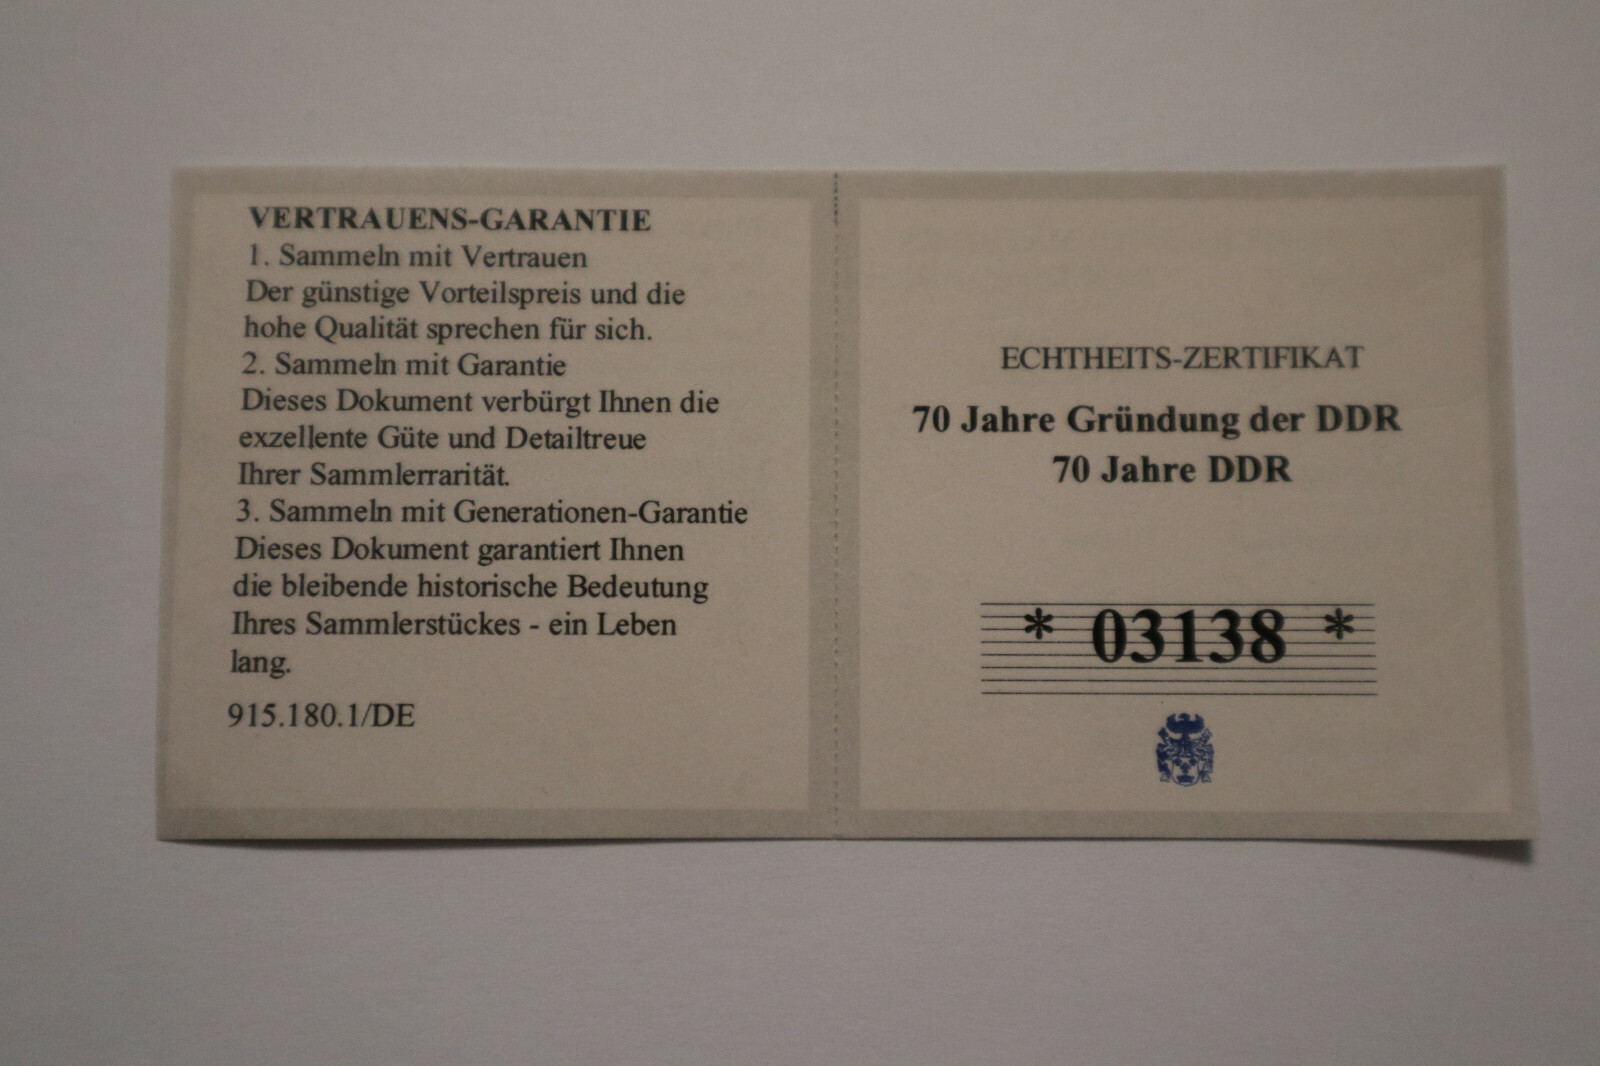 VERTRAUENS-GARANTIE
1. Sammeln mit Vertrauen
Der günstige Vorteilspreis und die
hohe Qualität sprechen für sich.
2. Sammeln mit Garantie
Dieses Dokument verbürgt Ihnen die
exzellente Güte und Detailtreue
Ihrer Sammlerrarität.
3. Sammeln mit Generationen-Garantie
Dieses Dokument garantiert Ihnen
die bleibende historische Bedeutung
Ihres Sammlerstückes - ein Leben
lang.
915.180.1/DE
ECHTHEITS-ZERTIFIKAT
70 Jahre Gründung der DDR
70 Jahre DDR
* 03138 *